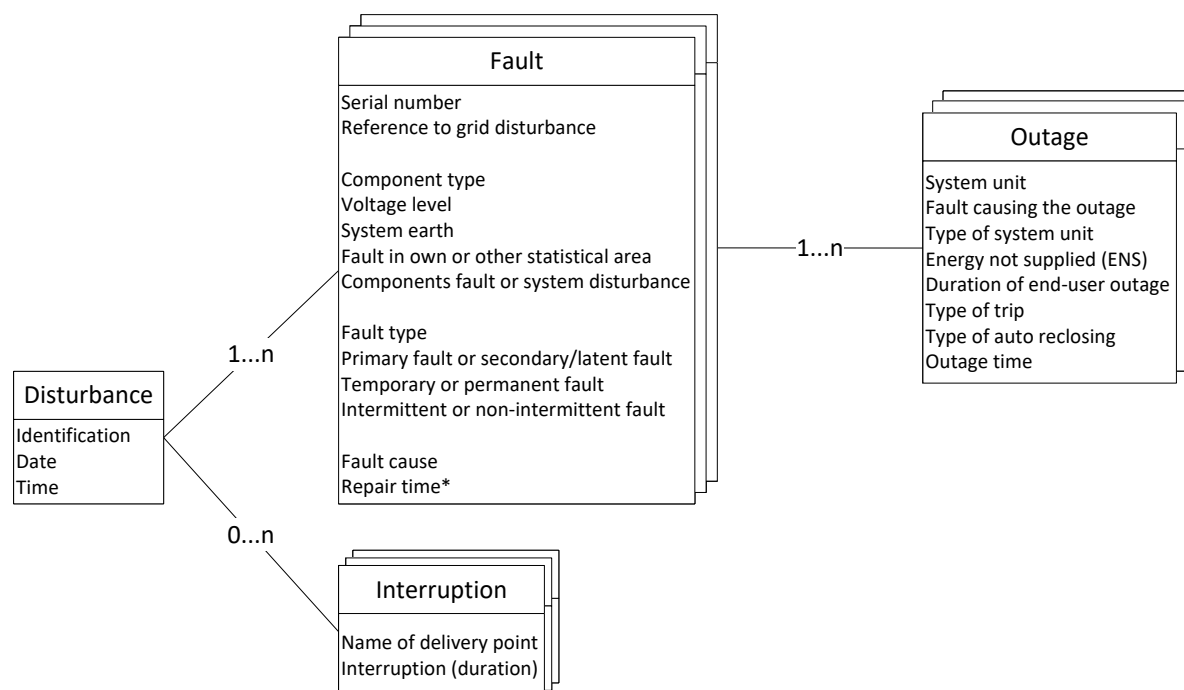 Fault
Serial number
Reference to grid disturbance
Component type
Voltage level
System earth
Fault in own or other statistical area
Components fault or system disturbance
Fault type
Primary fault or secondary/latent fault
Temporary or permanent fault
Intermittent or non-intermittent fault
Fault cause
Repair time*
Outage
System unit
Fault causing the outage
Type of system unit
Energy not supplied (ENS)
Duration of end-user outage
Type of trip
Type of auto reclosing
Outage time
1...n
1...n
Disturbance
Identification
Date
Time
0...n
Interruption
Name of delivery point
Interruption (duration)